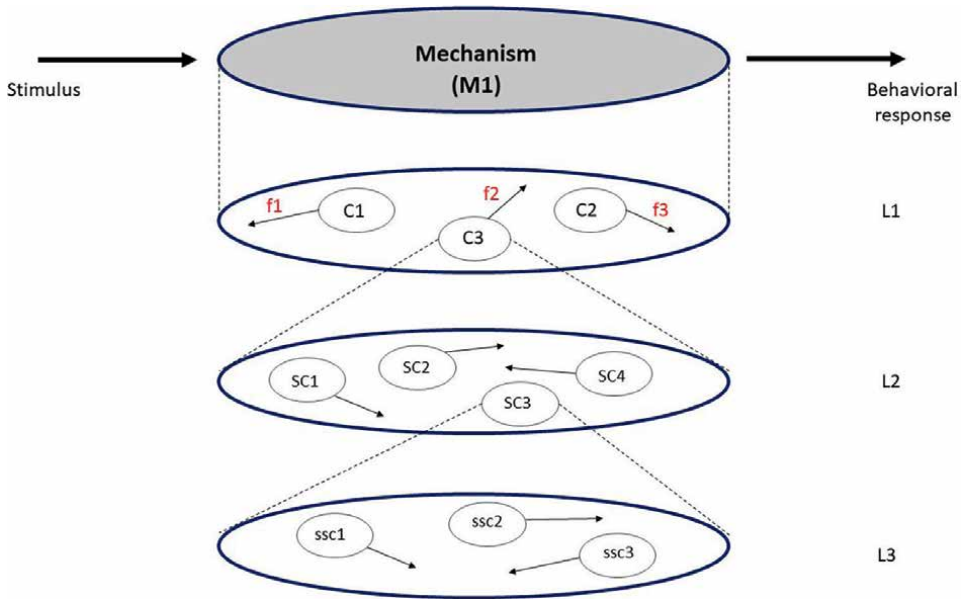 Mechanism
(M1)
Stimulus
Behavioral
response
f1
C1
f2
C2
f3
C3
L1
SC1
SC2
SC4
SC3
L2
ssc1
ssc2
ssc3
L3